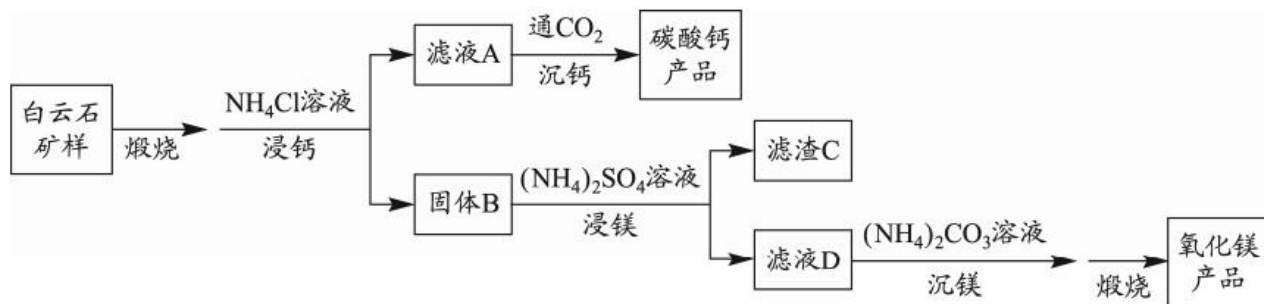 白云石
矿样
煅烧
NH₄Cl溶液
浸钙
滤液A
通CO₂
沉钙
碳酸钙
产品
固体B
(NH₄)₂SO₄溶液
浸镁
滤渣C
滤液D
(NH₄)₂CO₃溶液
沉镁
煅烧
氧化镁
产品